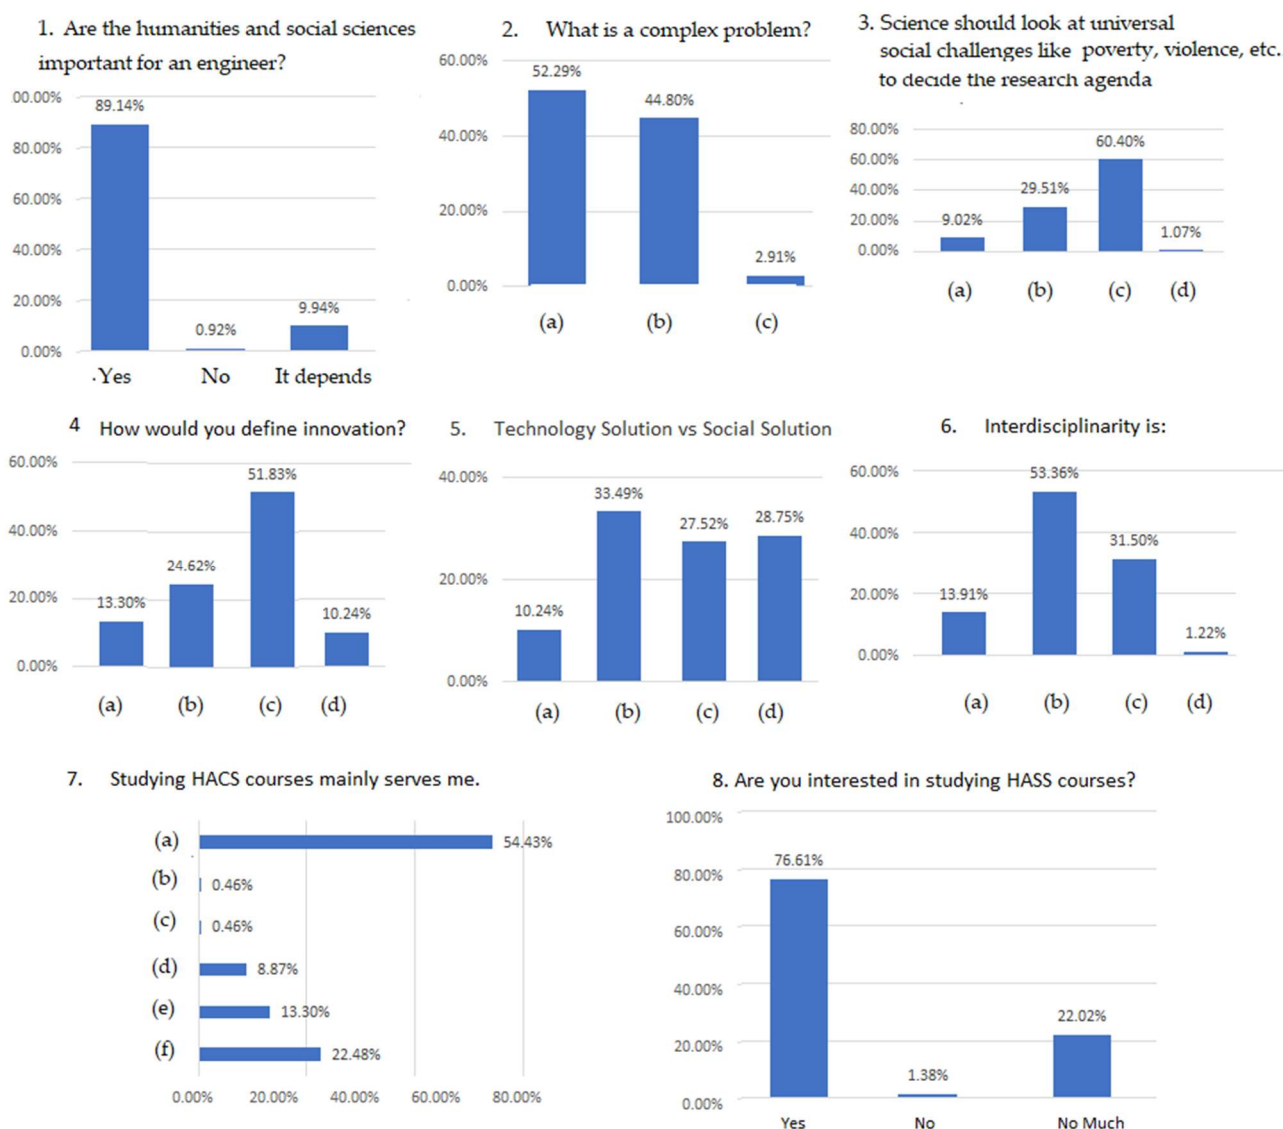 1. Are the humanities and social sciences
important for an engineer?
00.00%
80.00%
60.00%
40.00%
20.00%
0.00%
89.14%
0.92%
9.94%
Yes No It depends
2. What is a complex problem?
60.00%
40.00%
20.00%
0.00%
52.29%
44.80%
2.91%
(a) (b) (c)
3. Science should look at universal
social challenges like poverty, violence, etc.
to decide the research agenda
80.00%
60.00%
40.00%
20.00%
0.00%
9.02%
29.51%
60.40%
1.07%
(a) (b) (c) (d)
4 How would you define innovation?
60.00%
40.00%
20.00%
0.00%
13.30%
24.62%
51.83%
10.24%
(a) (b) (c) (d)
5. Technology Solution vs Social Solution
40.00%
20.00%
0.00%
10.24%
33.49%
27.52%
28.75%
(a) (b) (c) (d)
6. Interdisciplinarity is:
60.00%
40.00%
20.00%
0.00%
13.91%
53.36%
31.50%
1.22%
(a) (b) (c) (d)
7. Studying HACS courses mainly serves me.
(a) 54.43%
(b) 0.46%
(c) 0.46%
(d) 8.87%
(e) 13.30%
(f) 22.48%
0.00% 20.00% 40.00% 60.00% 80.00%
8. Are you interested in studying HASS courses?
100.00%
80.00%
60.00%
40.00%
20.00%
0.00%
76.61%
1.38%
22.02%
Yes No No Much